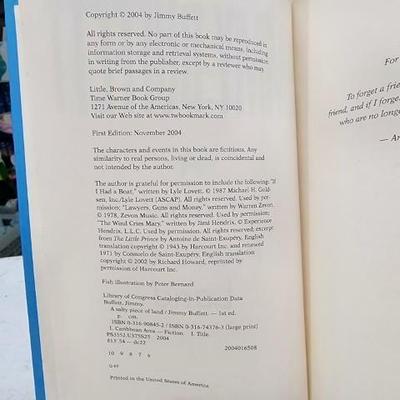 Copyright © 2004 by Jimmy Buffett
All rights reserved. No part of this book may be reproduced in
any form or by any electronic or mechanical means, including
information storage and retrieval systems, without permission
in writing from the publisher, except by a reviewer who may
quote brief passages in a review.
Little, Brown and Company
Time Warner Book Group
1271 Avenue of the Americas, New York, NY 10020
Visit our Web site at www.twbookmark.com
First Edition: November 2004
The characters and events in this book are fictitious. Any
similarity to real persons, living or dead, is coincidental and
not intended by the author.
The author is grateful for permission to include the following: "If
I Had a Boat," written by Lyle Lovett. © 1987 Michael H. Gold-
sen, Inc/Lyle Lovett (ASCAP). All Rights Reserved. Used by per-
mission; "Lawyers, Guns and Money," written by Warren Zevon.
© 1978, Zevon Music. All rights reserved. Used by permission;
"The Wind Cries Mary," written by Jimi Hendrix. © Experience
Hendrix, L.L.C. Used by permission/All rights reserved; excerpt
from The Little Prince by Antoine de Saint-Exupéry, English
translation copyright © 1943 by Harcourt Inc. and renewed
1971 by Consuelo de Saint-Exupéry, English translation
copyright © 2002 by Richard Howard, reprinted by
permission of Harcourt Inc.
Fish illustration by Peter Bernard
Library of Congress Cataloging-in-Publication Data
Buffett, Jimmy.
A salty piece of land / Jimmy Buffett. — 1st ed.
p. cm.
ISBN 0-316-90845-2 / ISBN 0-316-74376-3 (large print)
1. Caribbean Area — Fiction I. Title.
PS3552.U375S25 2004
813'.54 — dc22
2004016508
10 9 8 7 6
Q-FF
Printed in the United States of America
For
To forget a frie
friend, and if I forge
who are no longe
— An